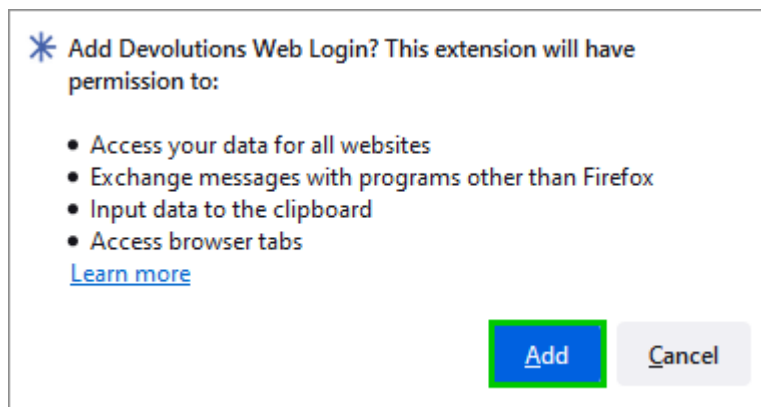 Add Devolutions Web Login? This extension will have
permission to:
• Access your data for all websites
• Exchange messages with programs other than Firefox
• Input data to the clipboard
• Access browser tabs
Learn more
Add Cancel